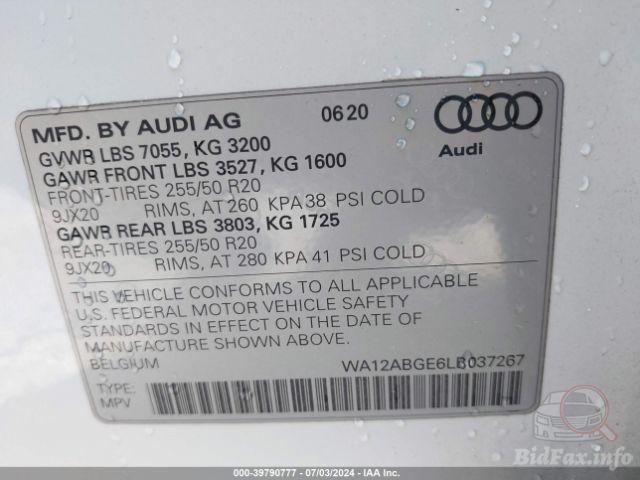 MFD. BY AUDI AG 0620
GVWR LBS 7055, KG 3200
GAWR FRONT LBS 3527, KG 1600
FRONT-TIRES 255/50 R20
9JX20 RIMS, AT 260 KPA 38 PSI COLD
GAWR REAR LBS 3803, KG 1725
REAR-TIRES 255/50 R20
9JX20 RIMS, AT 280 KPA 41 PSI COLD
Audi
THIS VEHICLE CONFORMS TO ALL APPLICABLE
U.S. FEDERAL MOTOR VEHICLE SAFETY
STANDARDS IN EFFECT ON THE DATE OF
MANUFACTURE SHOWN ABOVE.
BELGIUM WA12ABGE6LB037267
TYPE:
MPV
BidFax.info
000-39790777 - 07/03/2024 - IAA Inc.